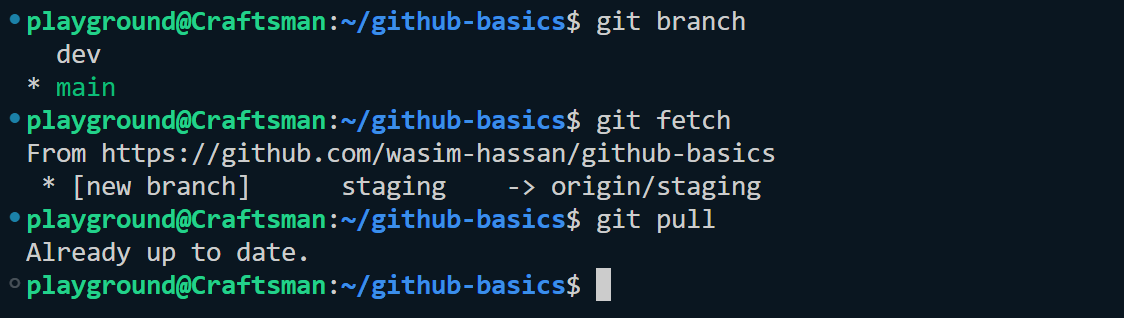 playground@Craftsman:~/github-basics$ git branch
  dev
* main
playground@Craftsman:~/github-basics$ git fetch
From https://github.com/wasim-hassan/github-basics
 * [new branch]      staging    -> origin/staging
playground@Craftsman:~/github-basics$ git pull
Already up to date.
playground@Craftsman:~/github-basics$